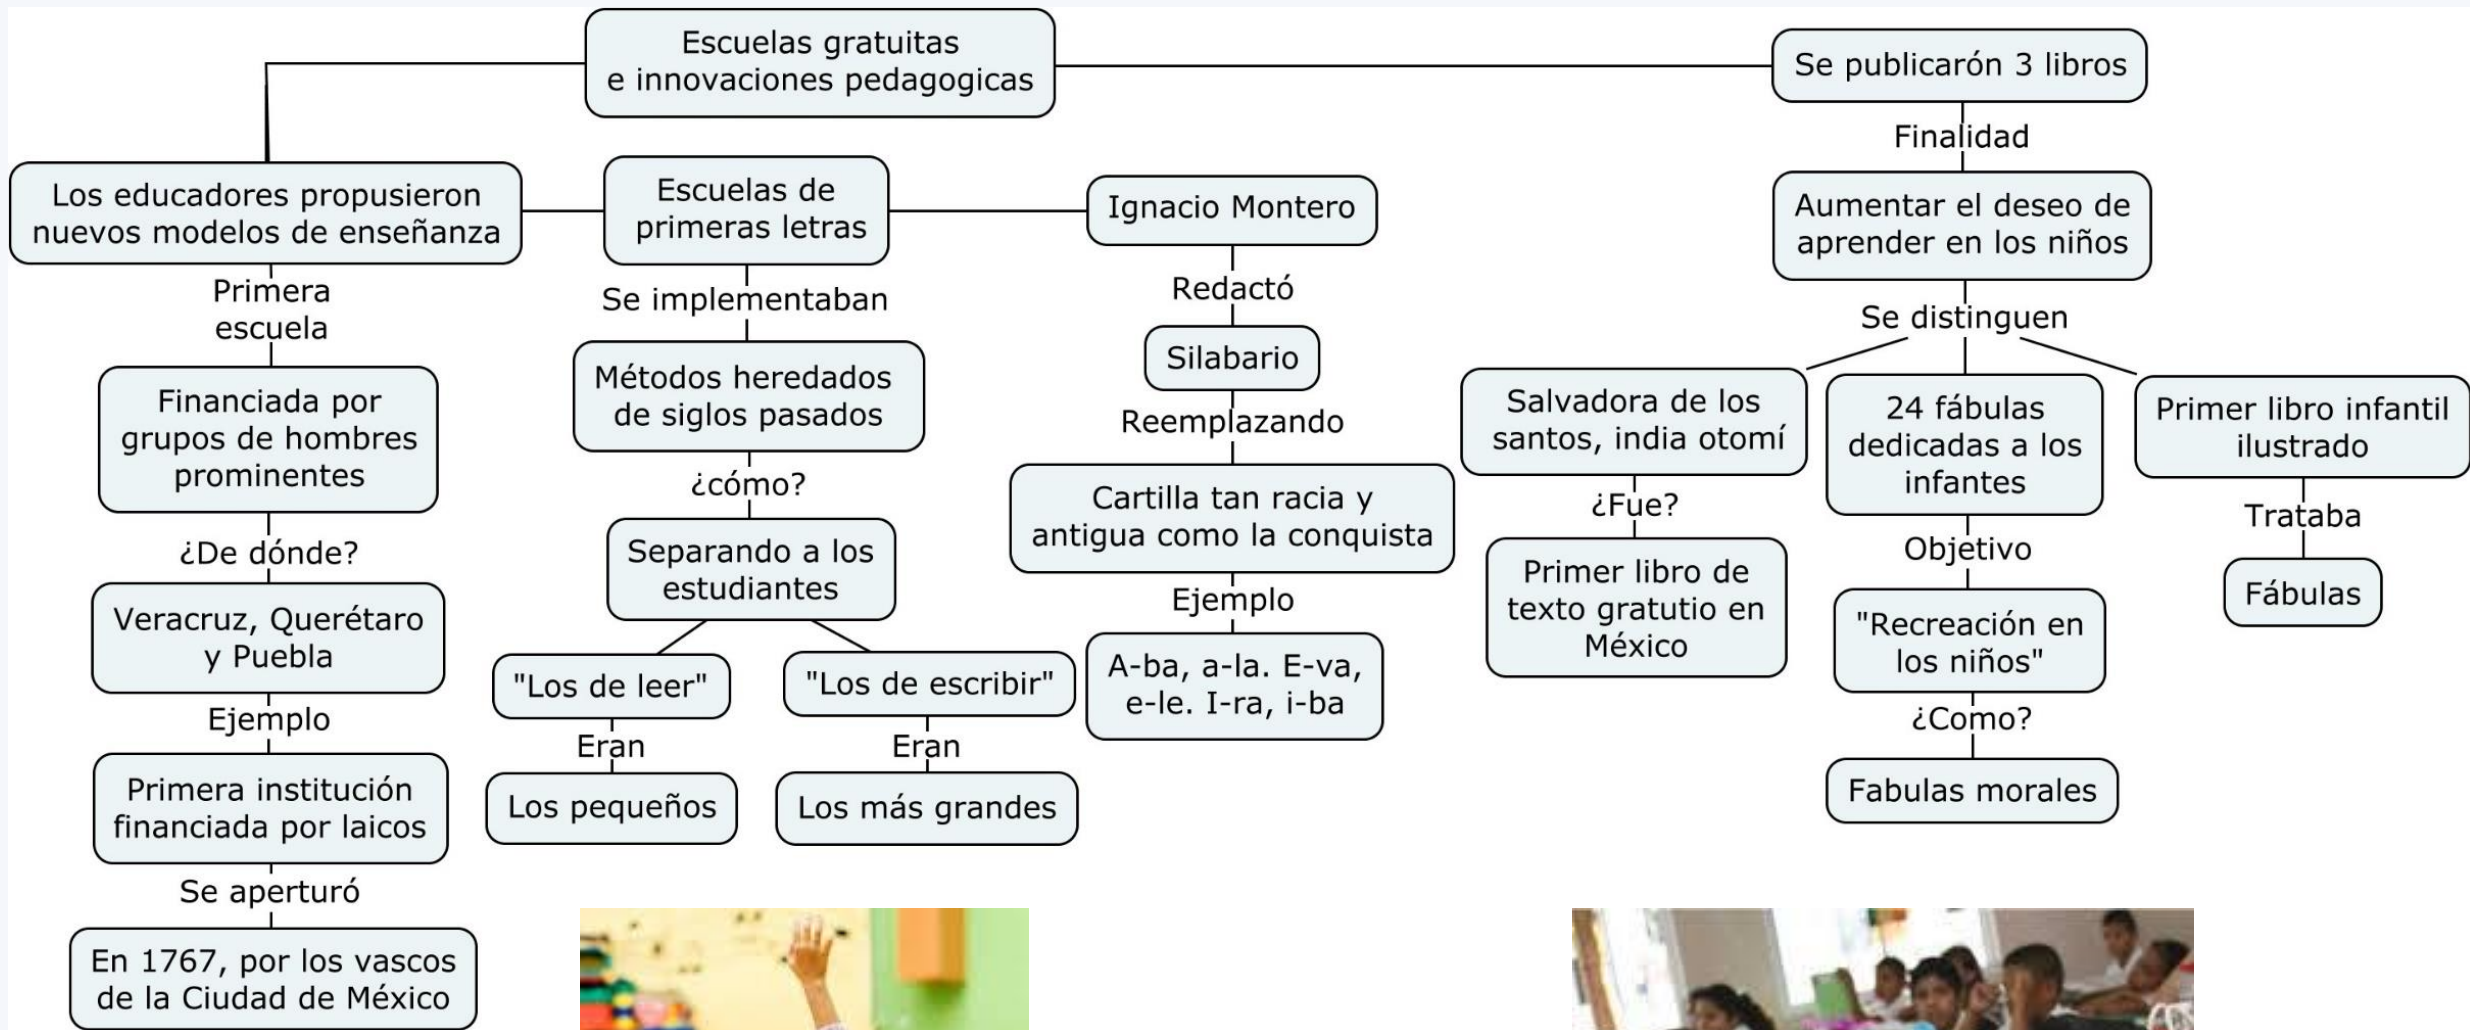 Escuelas gratuitas
e innovaciones pedagogicas
Los educadores propusieron
nuevos modelos de enseñanza
Primera
escuela
Financiada por
grupos de hombres
prominentes
¿De dónde?
Veracruz, Querétaro
y Puebla
Ejemplo
Primera institución
financiada por laicos
Se aperturó
En 1767, por los vascos
de la Ciudad de México
Escuelas de
primeras letras
Se implementaban
Métodos heredados
de siglos pasados
¿cómo?
Separando a los
estudiantes
"Los de leer"
Eran
Los pequeños
"Los de escribir"
Eran
Los más grandes
Ignacio Montero
Redactó
Silabario
Reemplazando
Cartilla tan racia y
antigua como la conquista
Ejemplo
A-ba, a-la. E-va,
e-le. I-ra, i-ba
Se publicarón 3 libros
Finalidad
Aumentar el deseo de
aprender en los niños
Se distinguen
Salvadora de los
santos, india otomí
¿Fue?
Primer libro de
texto gratutio en
México
24 fábulas
dedicadas a los
infantes
Objetivo
"Recreación en
los niños"
¿Como?
Fabulas morales
Primer libro infantil
ilustrado
Trataba
Fábulas